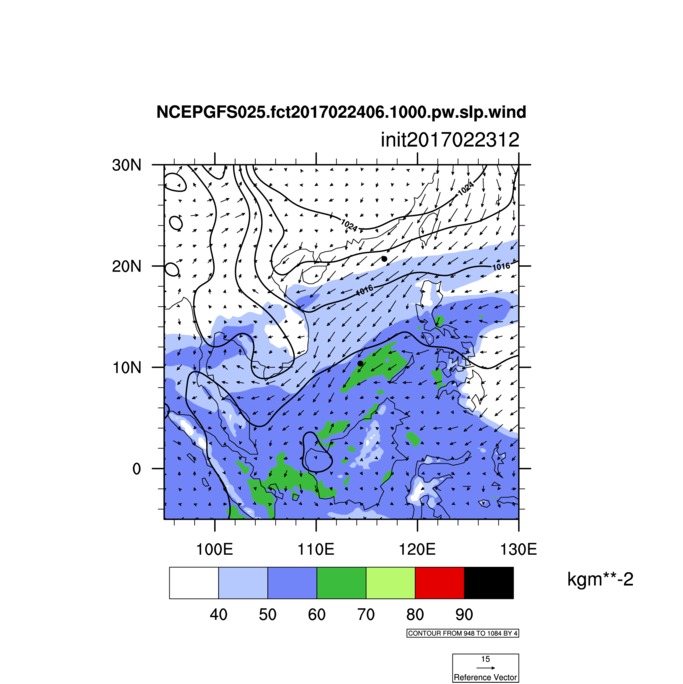 NCEPGFS025.fct2017022406.1000.pw.slp.wind
init2017022312
30N
20N
10N
0
1024
1024
1016
1016
100E 110E 120E 130E
kgm**-2
40 50 60 70 80 90
CONTOUR FROM 948 TO 1084 BY 4
15
Reference Vector